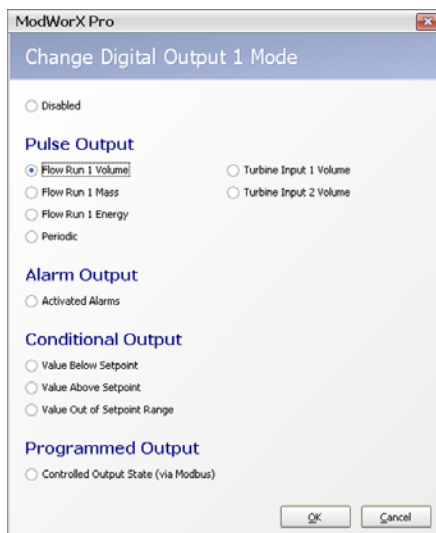 ModWorX Pro
Change Digital Output 1 Mode
Disabled
Pulse Output
Flow Run 1 Volume
Turbine Input 1 Volume
Flow Run 1 Mass
Turbine Input 2 Volume
Flow Run 1 Energy
Periodic
Alarm Output
Activated Alarms
Conditional Output
Value Below Setpoint
Value Above Setpoint
Value Out of Setpoint Range
Programmed Output
Controlled Output State (via Modbus)
OK
Cancel